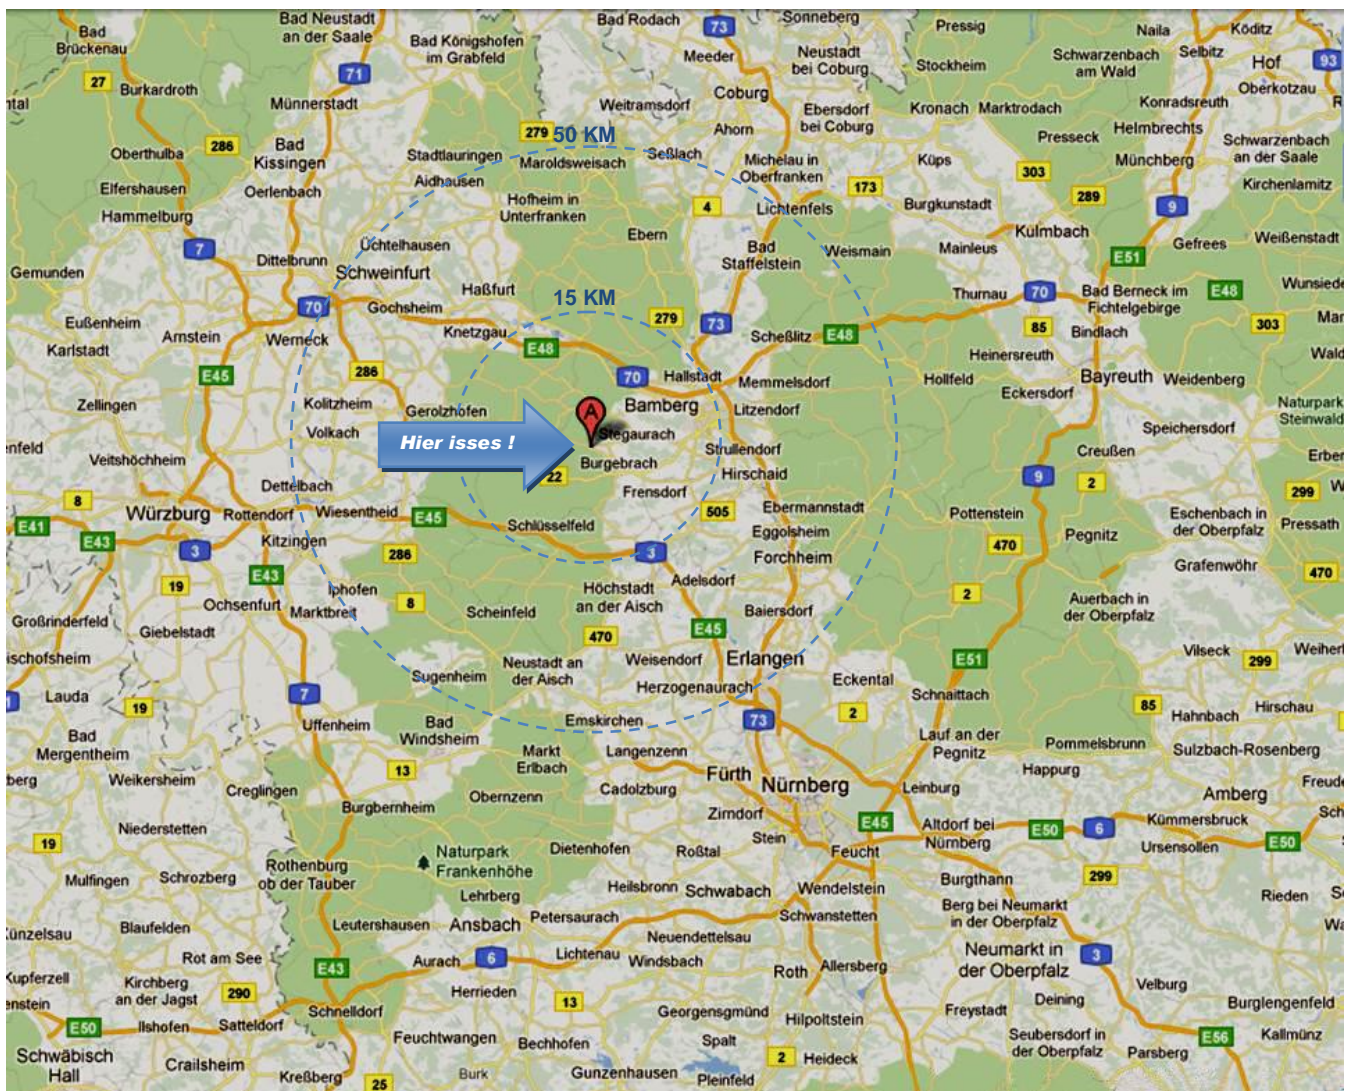 Bad Neustadt
an der Saale
Bad Rodach
73
Sonneberg
Pressig
Naila
Köditz
Bad
Brückenau
Bad Königshofen
im Grabfeld
Meeder
Neustadt
bei Coburg
Stockheim
Schwarzenbach
am Wald
Selbitz
Hof
93
27
Burkardroth
71
Münnerstadt
Weitramsdorf
Coburg
Ebersdorf
bei Coburg
Kronach
Marktrodach
Konradsreuth
Oberkotzau
Oberthulba
286
Bad
Kissingen
Stadtlauringen
279
50 KM
Maroldsweisach
Seßlach
Ahorn
Michelau in
Oberfranken
Küps
Presseck
Helmbrechts
Münchberg
Schwarzenbach
an der Saale
Elfershausen
Oerlenbach
Aidhausen
Hofheim in
Unterfranken
4
173
303
289
Kirchenlamitz
Hammelburg
Lichtenfels
Burgkunstadt
9
7
Üchtelhausen
Ebern
Bad
Staffelstein
Weismain
Mainleus
Kulmbach
E51
Gefrees
Weißenstadt
Gemunden
Dittelbrunn
Schweinfurt
Haßfurt
15 KM
Thurnau
70
Bad Berneck im
Fichtelgebirge
E48
Wunsiede
70
Gochsheim
Eußenheim
Arnstein
Werneck
Knetzgau
279
73
Scheßlitz
E48
85
Bindlach
303
Mar
Karlstadt
E48
Heinersreuth
Wald
E45
286
70
Hallstadt
Memmelsdorf
Hollfeld
Eckersdorf
Bayreuth
Weidenberg
Zellingen
Kolitzheim
Gerolzhofen
A
Bamberg
Litzendorf
Naturpark
Steinwald
Volkach
Hier isses !
Stegaurach
Strullendorf
Speichersdorf
enfeld
Veitshöchheim
Burgebrach
Hirschaid
Creußen
Erber
Dettelbach
22
Frensdorf
9
2
299
W
8
Würzburg
Rottendorf
Wiesentheid
E45
Schlüsselfeld
505
Ebermannstadt
Pottenstein
Eschenbach in
der Oberpfalz
Pressath
E41
E43
Kitzingen
Eggolsheim
Pegnitz
3
286
3
Forchheim
470
Grafenwöhr
19
E43
Iphofen
Höchstadt
an der Aisch
Adelsdorf
470
Ochsenfurt
Marktbreit
8
Scheinfeld
Baiersdorf
2
Auerbach in
der Oberpfalz
Großrinderfeld
Giebelstadt
470
E45
ischofsheim
Neustadt an
der Aisch
Weisendorf
Erlangen
E51
Vilseck
299
Weiherl
Sugenheim
Eckental
Lauda
19
7
Herzogenaurach
Schnaittach
1
Uffenheim
Bad
Windsheim
Emskirchen
73
2
85
Hahnbach
Hirschau
Bad
Mergentheim
Markt
Erlbach
Langenzenn
Lauf an der
Pegnitz
Pommelsbrunn
Sulzbach-Rosenberg
berg
Weikersheim
Creglingen
13
Fürth
Nürnberg
Happurg
Freude
Burgbernheim
Obernzenn
Cadolzburg
Leinburg
Amberg
Niederstetten
Zirndorf
E45
Altdorf bei
Nürnberg
E50
6
Kümmersbruck
Sch
19
Naturpark
Frankenhöhe
Dietenhofen
Roßtal
Stein
Feucht
Ursensollen
E50
Mulfingen
Schrozberg
Rothenburg
ob der Tauber
Lehrberg
Heilsbronn
Schwabach
Wendelstein
Burgthann
299
Rieden
Künzelsau
Blaufelden
Leutershausen
Ansbach
Petersaurach
Schwanstetten
Berg bei Neumarkt
in der Oberpfalz
Neuendettelsau
Rot am See
E43
Aurach
6
Lichtenau
Windsbach
Roth
Allersberg
Neumarkt in
der Oberpfalz
3
Kupferzell
Kirchberg
an der Jagst
290
Herrieden
13
Velburg
enstein
Schnelldorf
Georgensgmünd
Hilpoltstein
Freystadt
Deining
Burglengenfeld
E50
Ilshofen
Satteldorf
Feuchtwangen
Bechhofen
Spalt
Seubersdorf in
der Oberpfalz
E56
Kallmünz
Schwäbisch
Hall
Crailsheim
Kreßberg
25
Burk
Gunzenhausen
Pleinfeld
2
Heideck
Parsberg